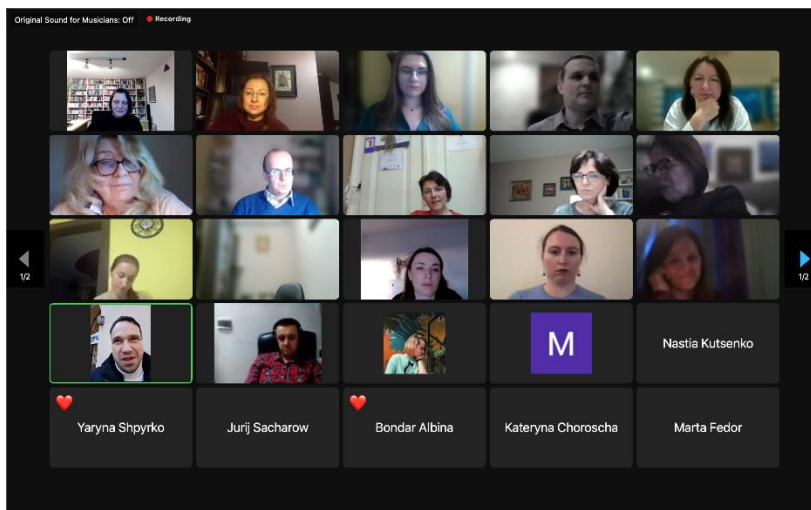 Original Sound for Musicians: Off
Recording
1/2
1/2
M
Nastia Kutsenko
Yaryna Shpyrko
Jurij Sacharow
Bondar Albina
Kateryna Choroscha
Marta Fedor